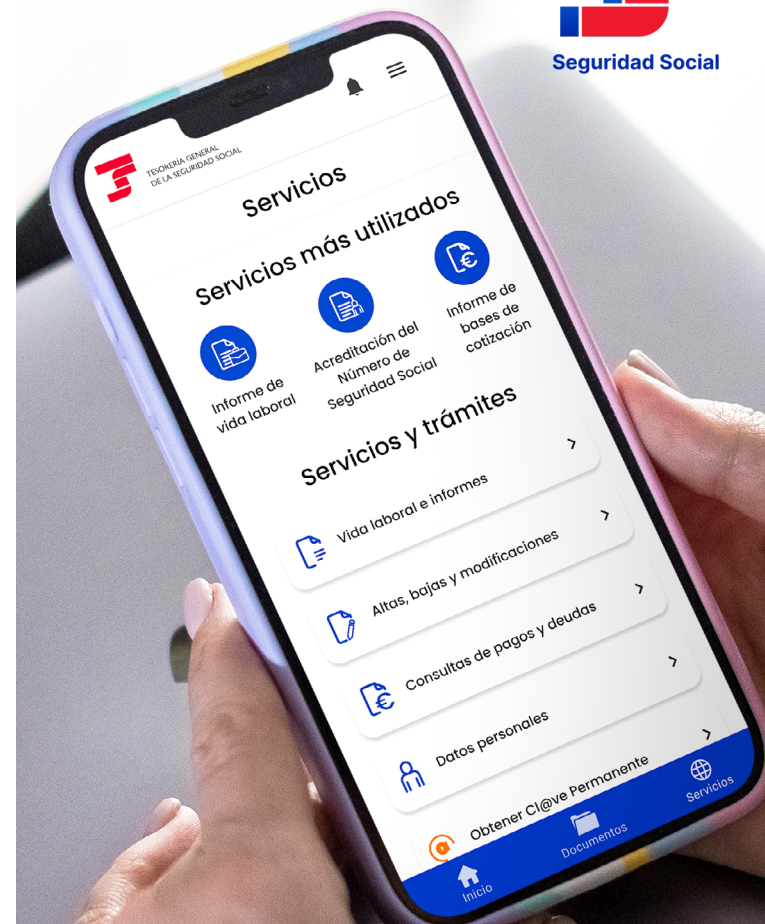 Seguridad Social
TESORERÍA GENERAL
DE LA SEGURIDAD SOCIAL
Servicios
Servicios más utilizados
Informe de
vida laboral
Acreditación del
Número de
Seguridad Social
Informe de
bases de
cotización
Servicios y trámites
Vida laboral e informes
Altas, bajas y modificaciones
Consultas de pagos y deudas
Datos personales
Obtener Cl@ve Permanente
Inicio
Documentos
Servicios